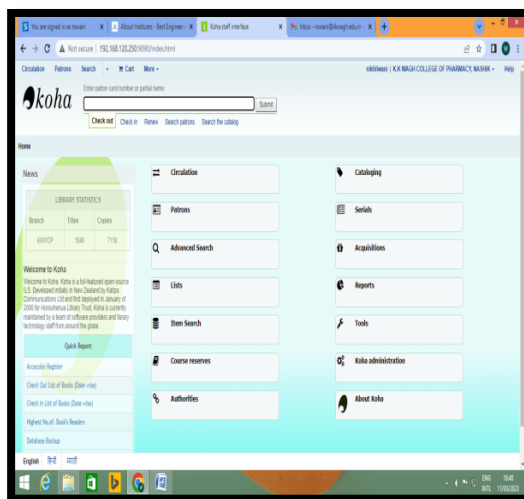 You are signed in as nawani
About Institutes - Best Engineeri
Koha staff interface
Not secure | 192.168.120.250:9090/index.html
Circulation Patrons Search Cart More
nikhilwani | K.K WAGH COLLEGE OF PHARMACY, NASHIK Help
koha
Enter patron card number or partial name:
Submit
Check out Check in Renew Search patrons Search the catalog
Home
News
LIBRARY STATISTICS
Branch Titles Copies
KKWCP 1840 7118
Welcome to Koha
Welcome to Koha. Koha is a full-featured open-source
ILS. Developed initially in New Zealand by Katipo
Communications Ltd and first deployed in January of
2000 for Horowhenua Library Trust, Koha is currently
maintained by a team of software providers and library
technology staff from around the globe.
Quick Report
Accession Register
Check Out List of Books (Date wise)
Check In List of Books (Date wise)
Highest No.of. Books Readers
Database Backup
Circulation
Patrons
Advanced Search
Lists
Item Search
Course reserves
Authorities
Cataloging
Serials
Acquisitions
Reports
Tools
Koha administration
About Koha
English हिन्दी मराठी
ENG
INTL